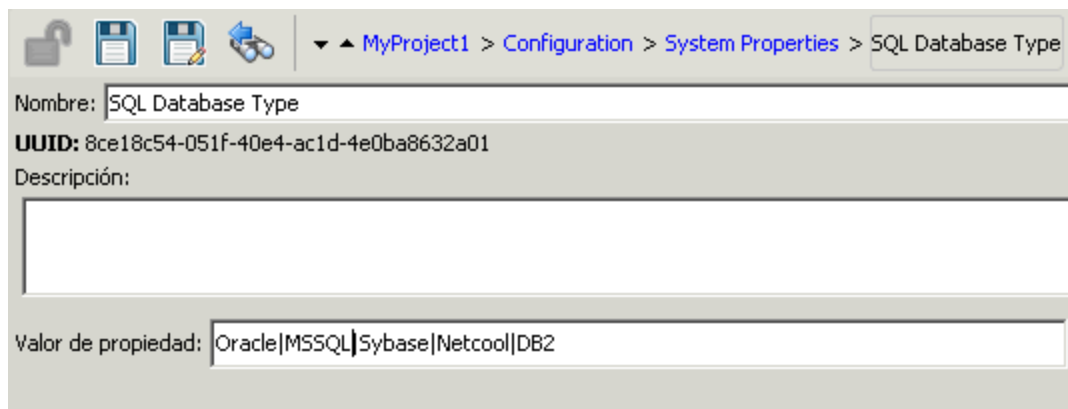 MyProject1 > Configuration > System Properties > SQL Database Type
Nombre: SQL Database Type
UUID: 8ce18c54-051f-40e4-ac1d-4e0ba8632a01
Descripción:
Valor de propiedad: Oracle|MSSQL|Sybase|Netcool|DB2